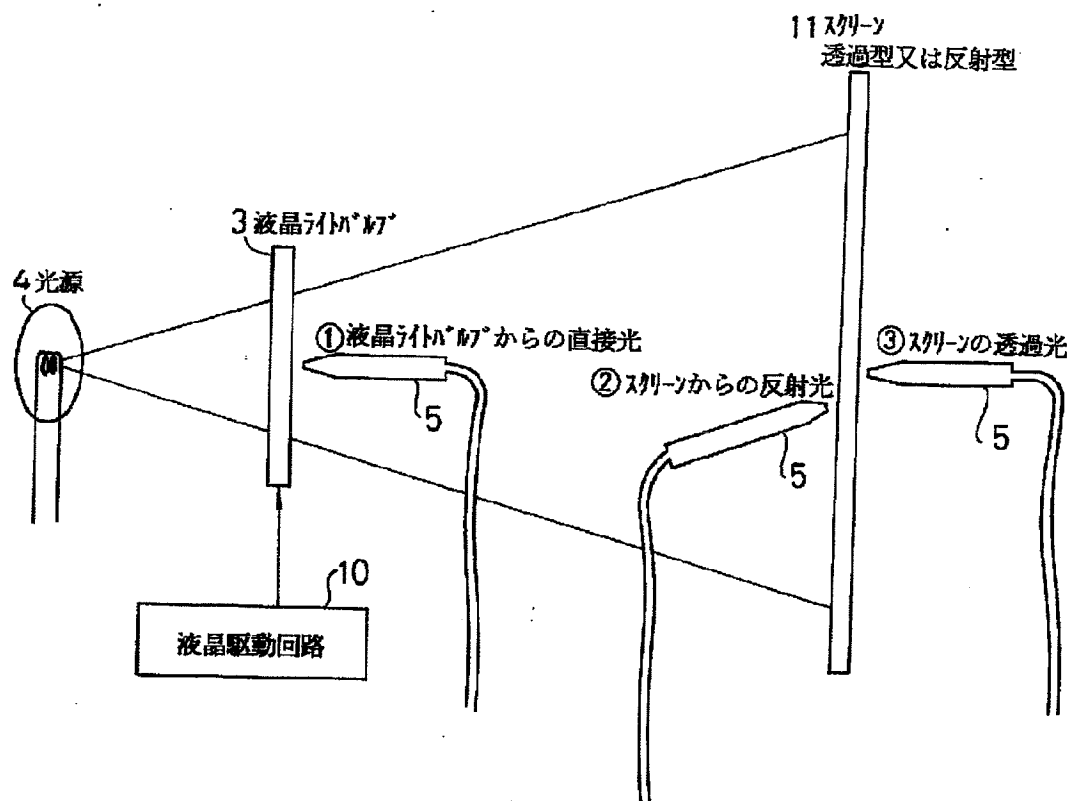 11 ｽｸﾘｰﾝ
透過型又は反射型
3 液晶ﾗｲﾄﾊﾞﾙﾌﾞ
4 光源
①液晶ﾗｲﾄﾊﾞﾙﾌﾞからの直接光
③ｽｸﾘｰﾝの透過光
②ｽｸﾘｰﾝからの反射光
5
5
5
10
液晶駆動回路